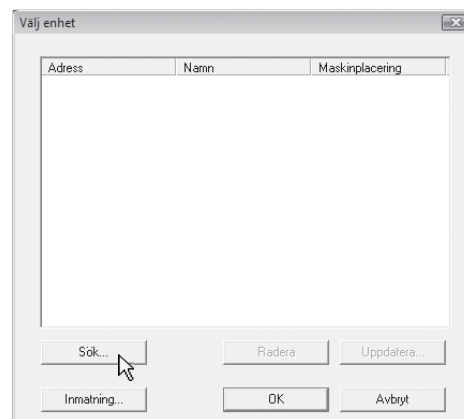 Välj enhet
Adress Namn Maskinplacering
Sök... Radera Uppdatera...
Inmatning... OK Avbryt